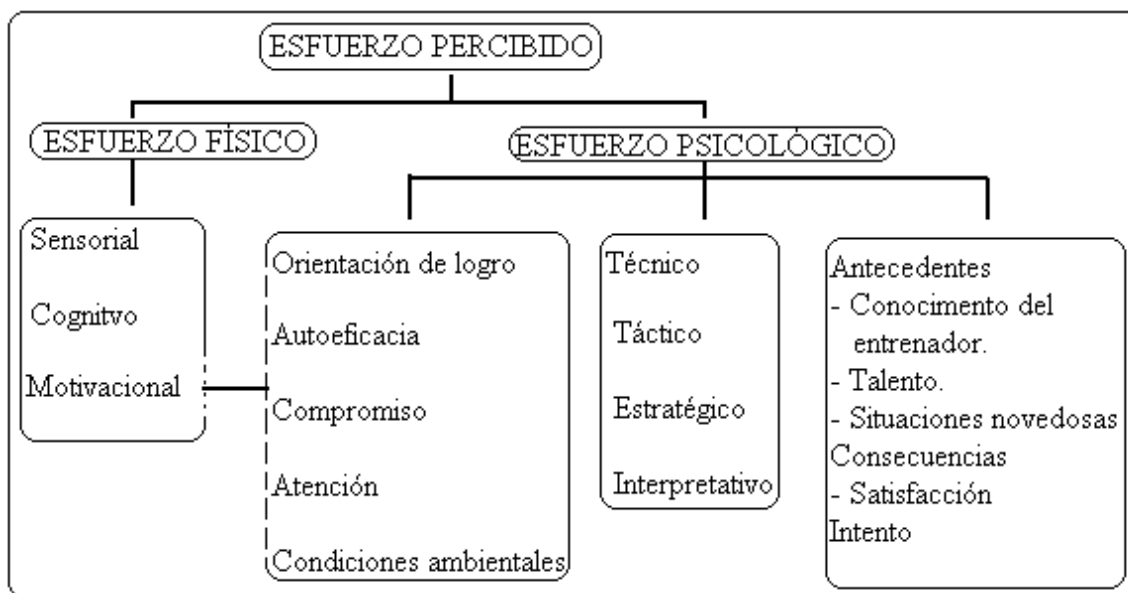 ESFUERZO PERCIBIDO
ESFUERZO FÍSICO
ESFUERZO PSICOLÓGICO
Sensorial
Cognitvo
Motivacional
Orientación de logro
Autoeficacia
Compromiso
Atención
Condiciones ambientales
Técnico
Táctico
Estratégico
Interpretativo
Antecedentes
- Conocimento del
entrenador.
- Talento.
- Situaciones novedosas
Consecuencias
- Satisfacción
Intento